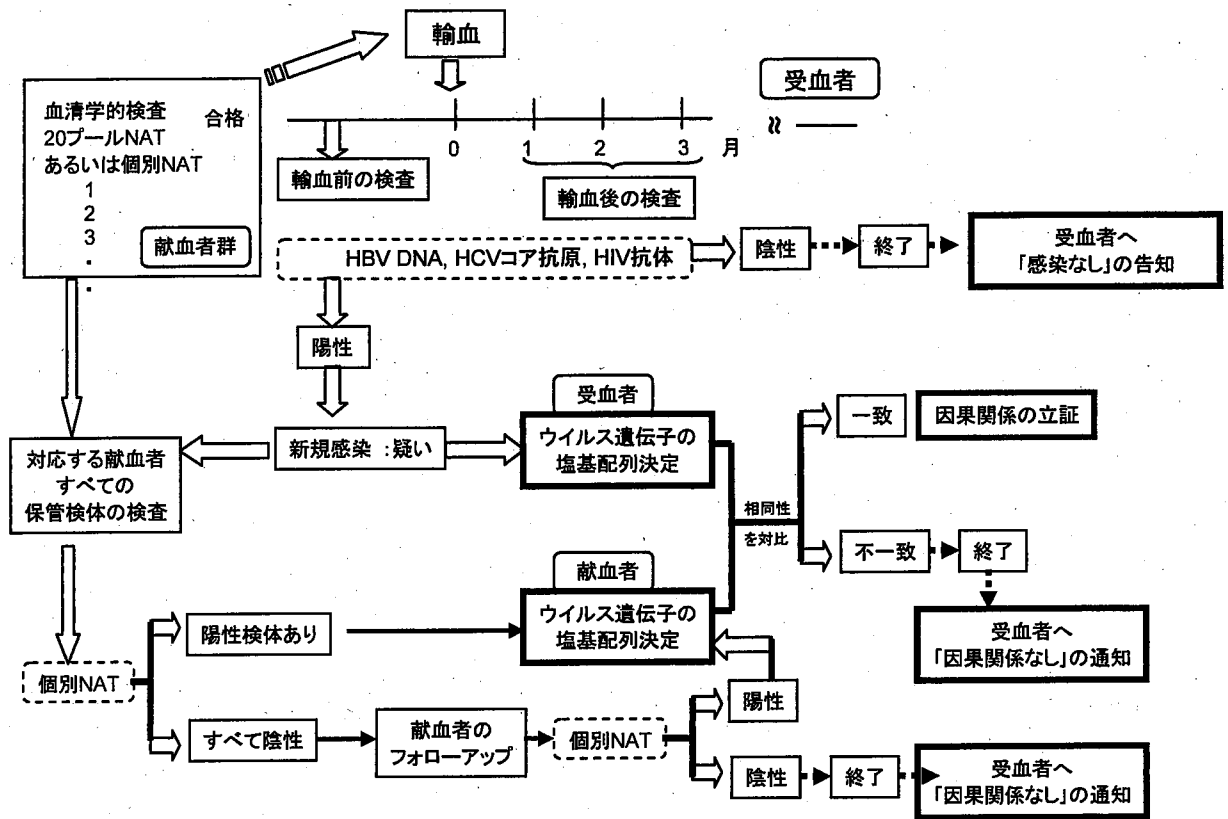 輸血
血清学的検査
合格
20プールNAT
あるいは個別NAT
1
2
3
.
.
献血者群
受血者
≈
0
1
2
3
月
輸血前の検査
輸血後の検査
HBV DNA, HCVコア抗原, HIV抗体
陰性
終了
受血者へ
「感染なし」の告知
陽性
新規感染 :疑い
受血者
ウイルス遺伝子の
塩基配列決定
対応する献血者
すべての
保管検体の検査
相同性
を対比
一致
因果関係の立証
不一致
終了
受血者へ
「因果関係なし」の通知
献血者
ウイルス遺伝子の
塩基配列決定
個別NAT
陽性検体あり
すべて陰性
献血者の
フォローアップ
個別NAT
陽性
陰性
終了
受血者へ
「因果関係なし」の通知